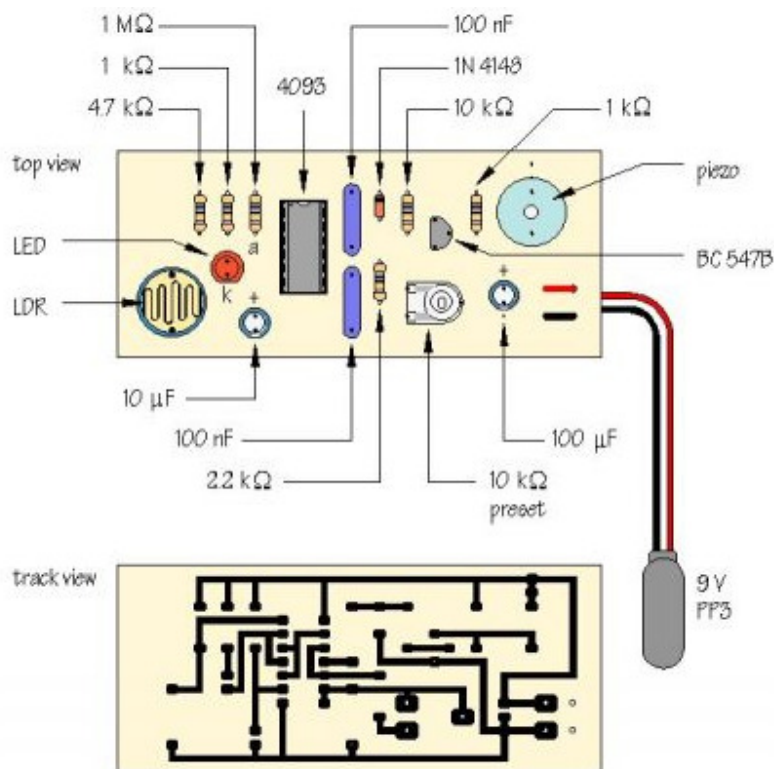 1 MΩ
1 kΩ
4.7 kΩ
4093
100 nF
1N 4148
10 kΩ
1 kΩ
top view
piezo
LED
a
BC 547B
k
+
+
-
LDR
10 µF
100 nF
2.2 kΩ
10 kΩ
preset
100 µF
track view
9 V
PP3